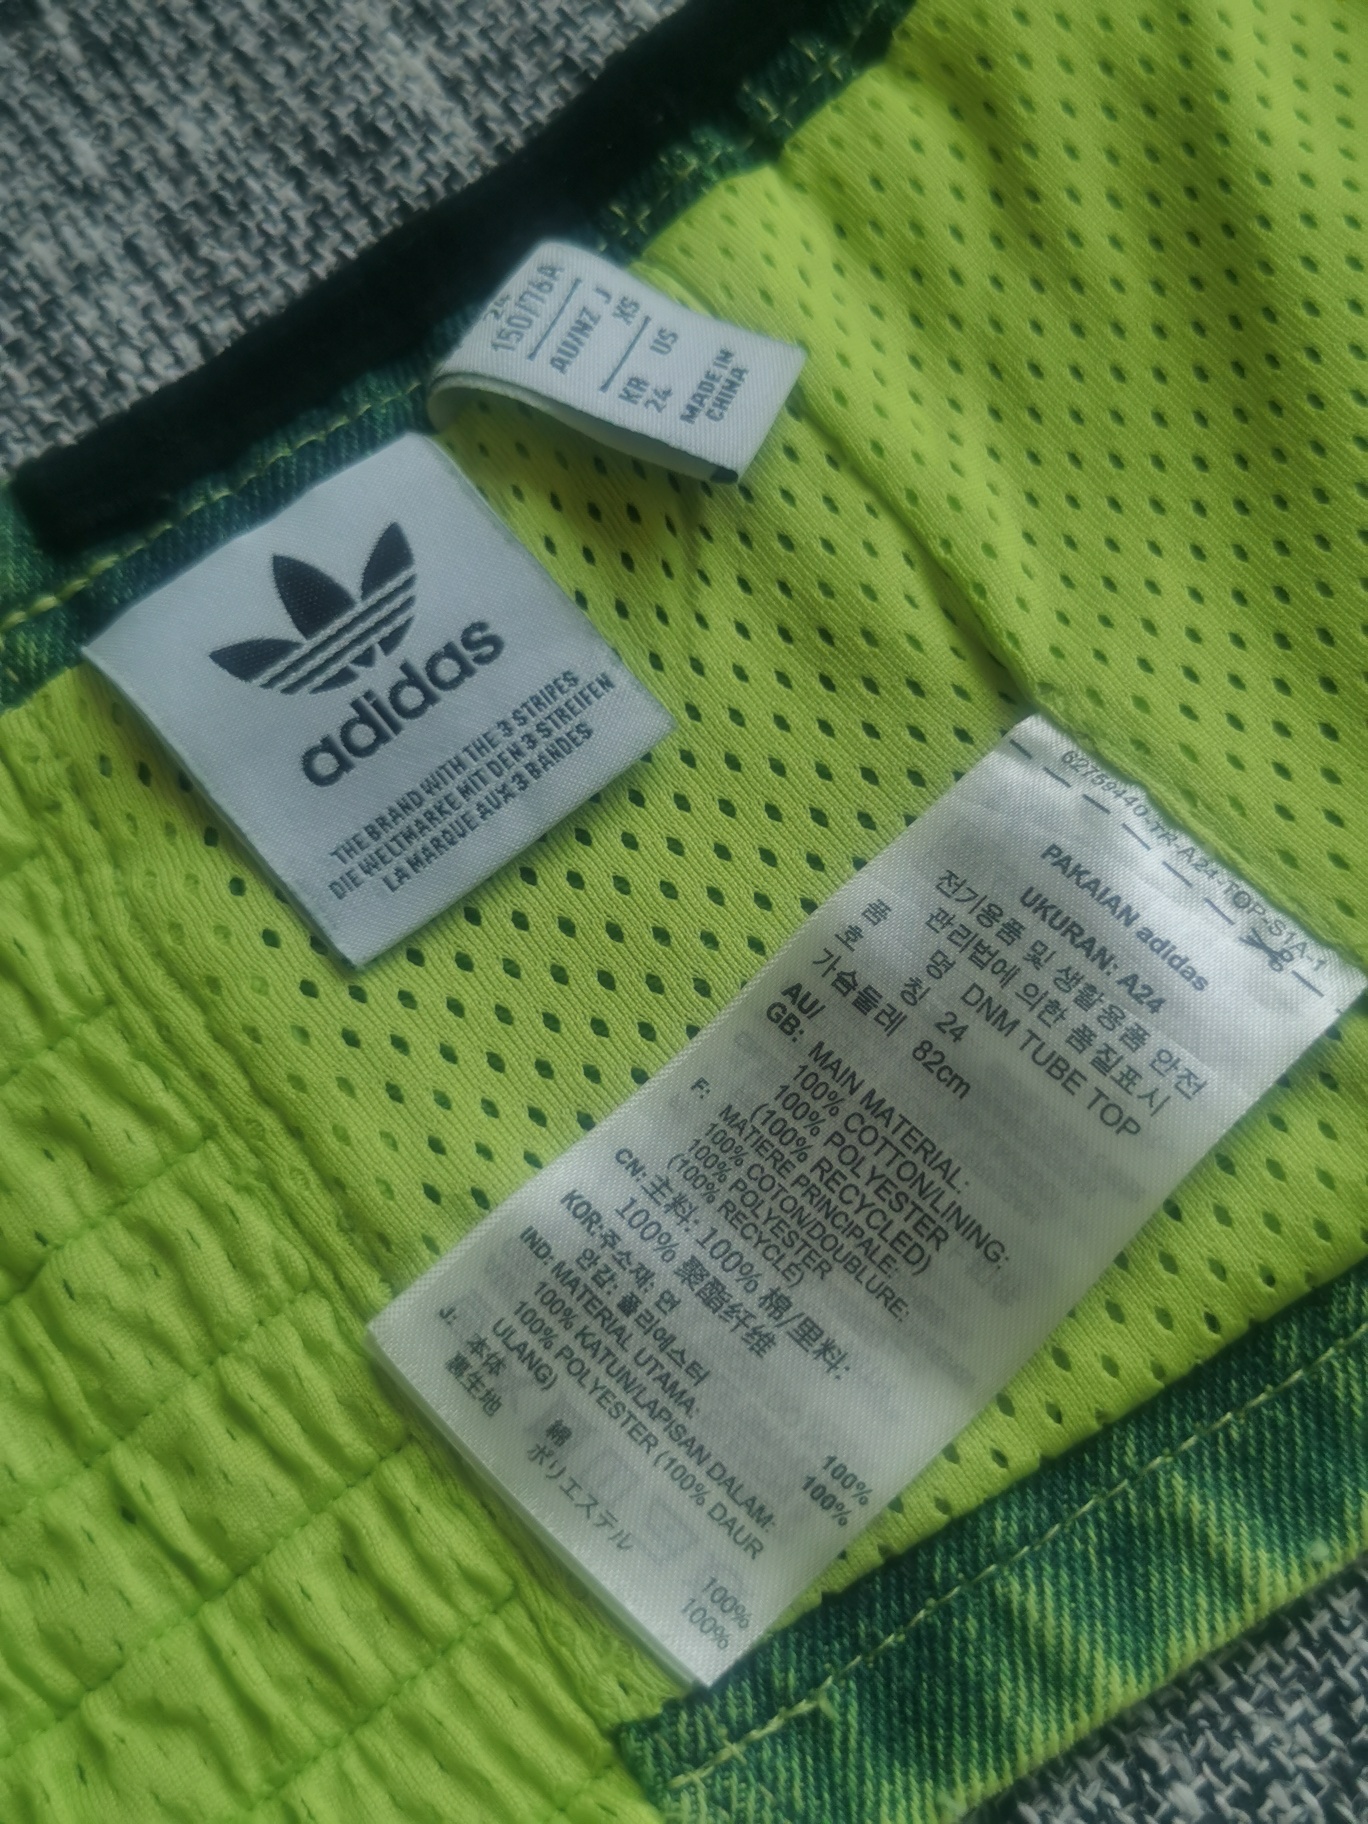 150/76A
AU/NZ J
XS
KR US
24
MADE IN
CHINA
adidas
THE BRAND WITH THE 3 STRIPES
DIE WELTMARKE MIT DEN 3 STREIFEN
LA MARQUE AUX 3 BANDES
62759440-TR-A24-TOP-S1A-1
PAKAIAN adidas
UKURAN: A24
전기용품 및 생활용품 안전
관리법에 의한 품질표시
품 명 DNM TUBE TOP
호 칭 24
가슴둘레 82cm
AU/
GB: MAIN MATERIAL:
100% COTTON/LINING:
100% POLYESTER
(100% RECYCLED)
F: MATIERE PRINCIPALE:
100% COTON/DOUBLURE:
100% POLYESTER
(100% RECYCLÉ)
CN: 主料: 100% 棉/里料:
100% 聚酯纤维
KOR: 주소재: 면 100%
안감: 폴리에스터 100%
IND: MATERIAL UTAMA:
100% KATUN/LAPISAN DALAM:
100% POLYESTER (100% DAUR
ULANG)
J: 本体 綿 100%
裏生地 ポリエステル 100%